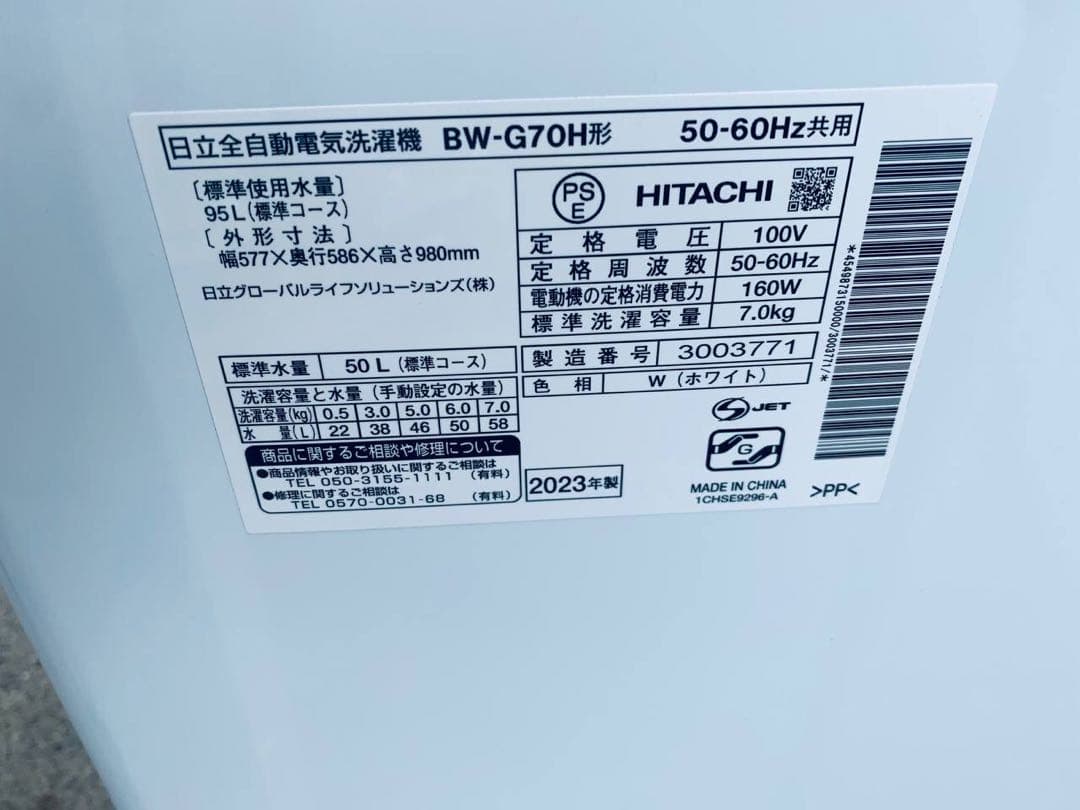 日立全自動電気洗濯機 BW-G70H形 50-60Hz共用
〔標準使用水量〕
95L(標準コース)
〔外形寸法〕
幅577×奥行586×高さ980mm
日立グローバルライフソリューションズ(株)
PS
E
HITACHI
定格電圧 100V
定格周波数 50-60Hz
電動機の定格消費電力 160W
標準洗濯容量 7.0kg
製造番号 3003771
色相 W(ホワイト)
標準水量 50L(標準コース)
洗濯容量と水量(手動設定の水量)
洗濯容量(kg) 0.5 3.0 5.0 6.0 7.0
水量(L) 22 38 46 50 58
商品に関するご相談や修理について
●商品情報やお取り扱いに関するご相談は
TEL 050-3155-1111 (有料)
●修理に関するご相談は
TEL 0570-0031-68 (有料)
2023年製
S JET
G
MADE IN CHINA
1CHSE9296-A
>PP<
*4549873150000/3003771/*